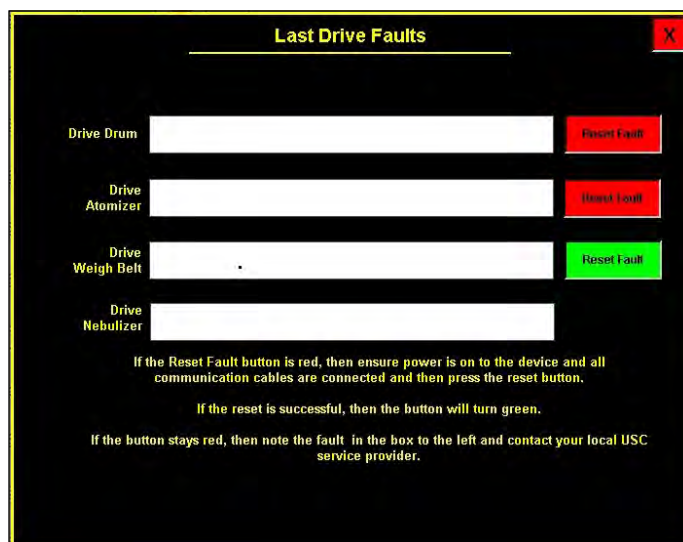 Last Drive Faults
X
Drive Drum
Reset Fault
Drive
Atomizer
Reset Fault
Drive
Weigh Belt
Reset Fault
Drive
Nebulizer
If the Reset Fault button is red, then ensure power is on to the device and all
communication cables are connected and then press the reset button.
If the reset is successful, then the button will turn green.
If the button stays red, then note the fault in the box to the left and contact your local USC
service provider.